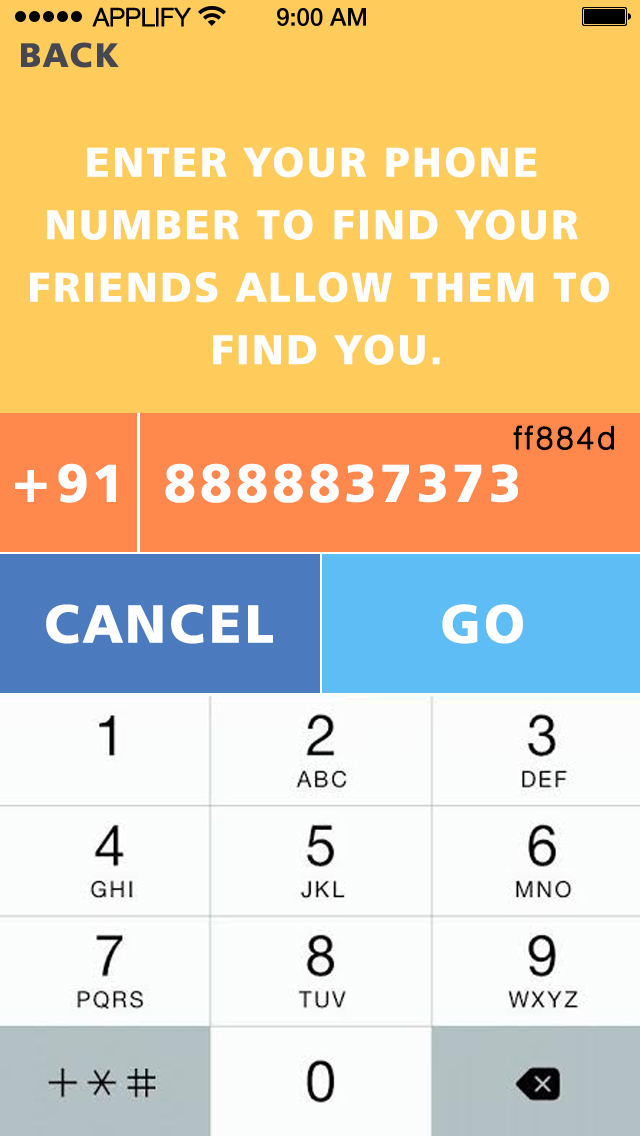 APPLIFY 9:00 AM
BACK
ENTER YOUR PHONE
NUMBER TO FIND YOUR
FRIENDS ALLOW THEM TO
FIND YOU.
ff884d
+91 8888837373
CANCEL GO
1 2 3
ABC DEF
4 5 6
GHI JKL MNO
7 8 9
PQRS TUV WXYZ
+*# 0